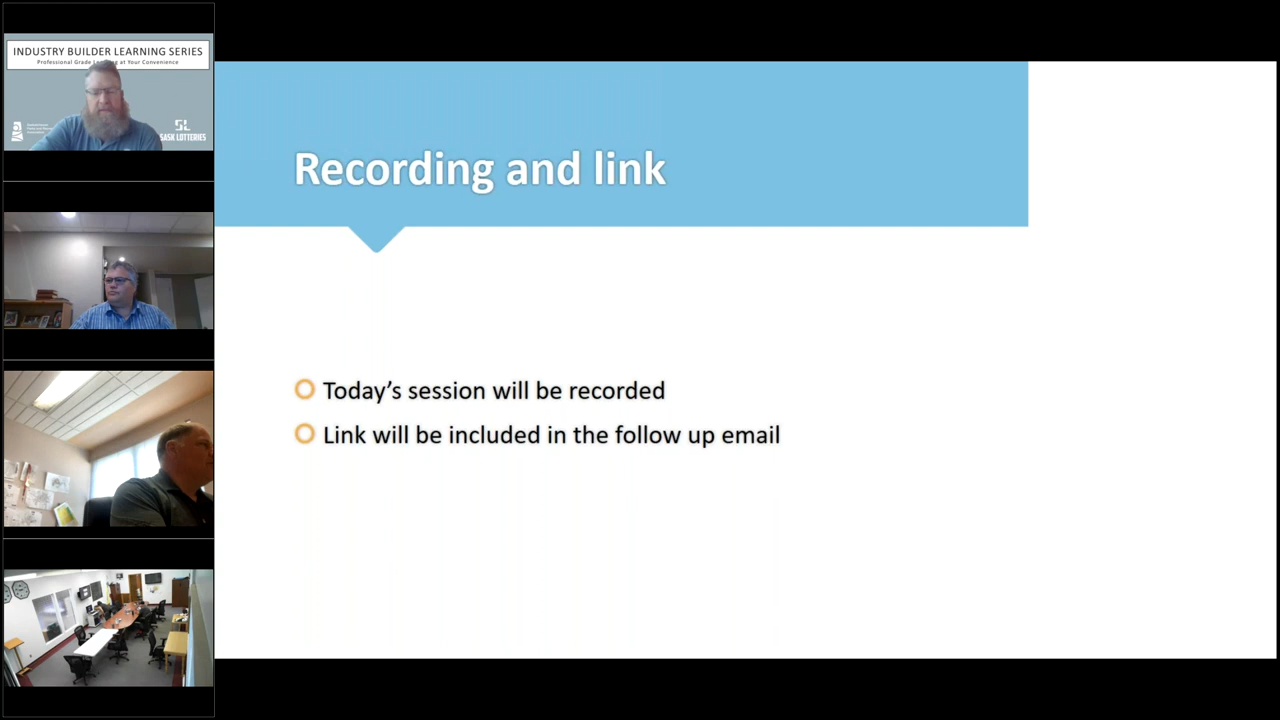 INDUSTRY BUILDER LEARNING SERIES
Professional Grade Learning at Your Convenience
SL
SASK LOTTERIES
Recording and link
Today's session will be recorded
Link will be included in the follow up email